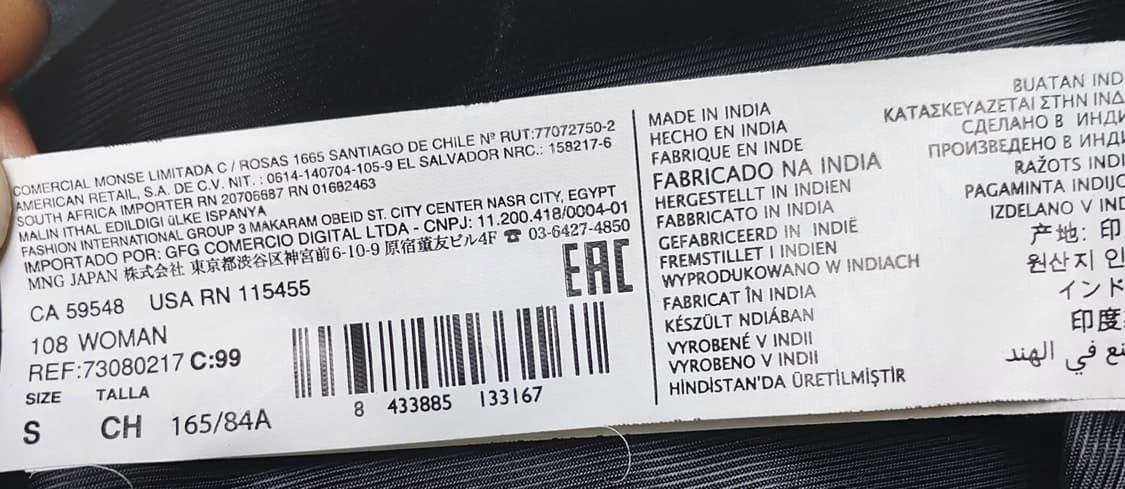 COMERCIAL MONSE LIMITADA C / ROSAS 1665 SANTIAGO DE CHILE Nº RUT:77072750-2
AMERICAN RETAIL, S.A. DE C.V. NIT. : 0614-140704-105-9 EL SALVADOR NRC.: 158217-6
SOUTH AFRICA IMPORTER RN 20706687 RN 01682463
MALIN ITHAL EDILDIGI üLKE ISPANYA
FASHION INTERNATIONAL GROUP 3 MAKARAM OBEID ST. CITY CENTER NASR CITY, EGYPT
IMPORTADO POR: GFG COMERCIO DIGITAL LTDA - CNPJ: 11.200.418/0004-01
MNG JAPAN 株式会社 東京都渋谷区神宮前6-10-9 原宿董友ビル4F ☎ 03-6427-4850
EAC
CA 59548 USA RN 115455
108 WOMAN
REF:73080217 C:99
SIZE TALLA
S CH 165/84A
8 433885 133167
MADE IN INDIA
HECHO EN INDIA
FABRIQUE EN INDE
FABRICADO NA INDIA
HERGESTELLT IN INDIEN
FABBRICATO IN INDIA
GEFABRICEERD IN INDIË
FREMSTILLET I INDIEN
WYPRODUKOWANO W INDIACH
FABRICAT ÎN INDIA
KÉSZÜLT NDIÁBAN
VYROBENÉ V INDII
VYROBENO V INDII
HİNDİSTAN'DA ÜRETİLMİŞTİR
BUATAN IND
ΚΑΤΑΣΚΕΥΑΖΕΤΑΙ ΣΤΗΝ ΙΝΔ
СДЕЛАНО В ИНДИ
ПРОИЗВЕДЕНО В ИНДИ
RAŽOTS INDI
PAGAMINTA INDIJO
IZDELANO V IND
产地: 印
원산지 인
インド
印度
نع في الهند